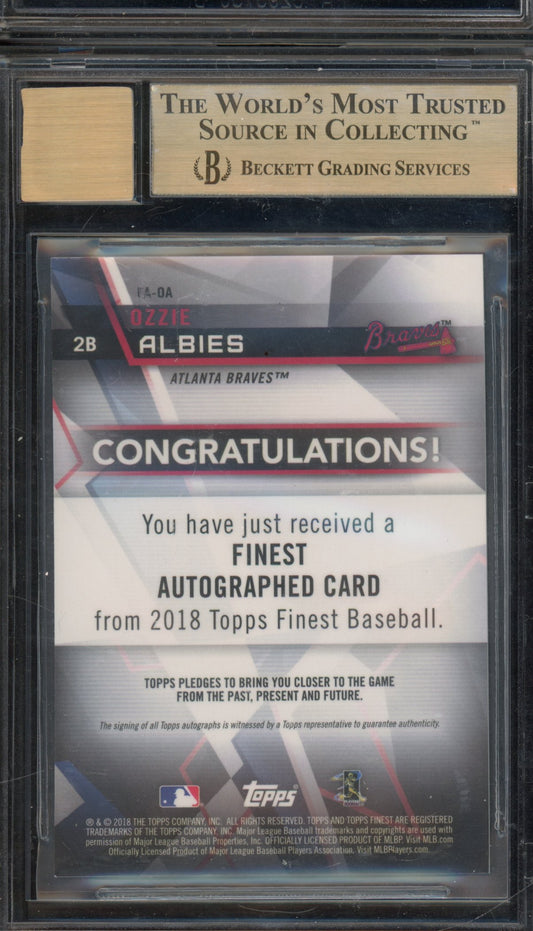 THE WORLD'S MOST TRUSTED
SOURCE IN COLLECTING™
B BECKETT GRADING SERVICES
FA-OA
OZZIE
2B ALBIES
Braves™
ATLANTA BRAVES™
CONGRATULATIONS!
You have just received a
FINEST
AUTOGRAPHED CARD
from 2018 Topps Finest Baseball.
TOPPS PLEDGES TO BRING YOU CLOSER TO THE GAME
FROM THE PAST, PRESENT AND FUTURE.
The signing of all Topps autographs is witnessed by a Topps representative to guarantee authenticity.
Topps
® & © 2018 THE TOPPS COMPANY, INC. ALL RIGHTS RESERVED. TOPPS AND TOPPS FINEST ARE REGISTERED
TRADEMARKS OF THE TOPPS COMPANY, INC. Major League Baseball trademarks and copyrights are used with
permission of Major League Baseball Properties, Inc. OFFICIALLY LICENSED PRODUCT OF MLBP. Visit MLB.com
Officially Licensed Product of Major League Baseball Players Association. Visit MLBPlayers.com.